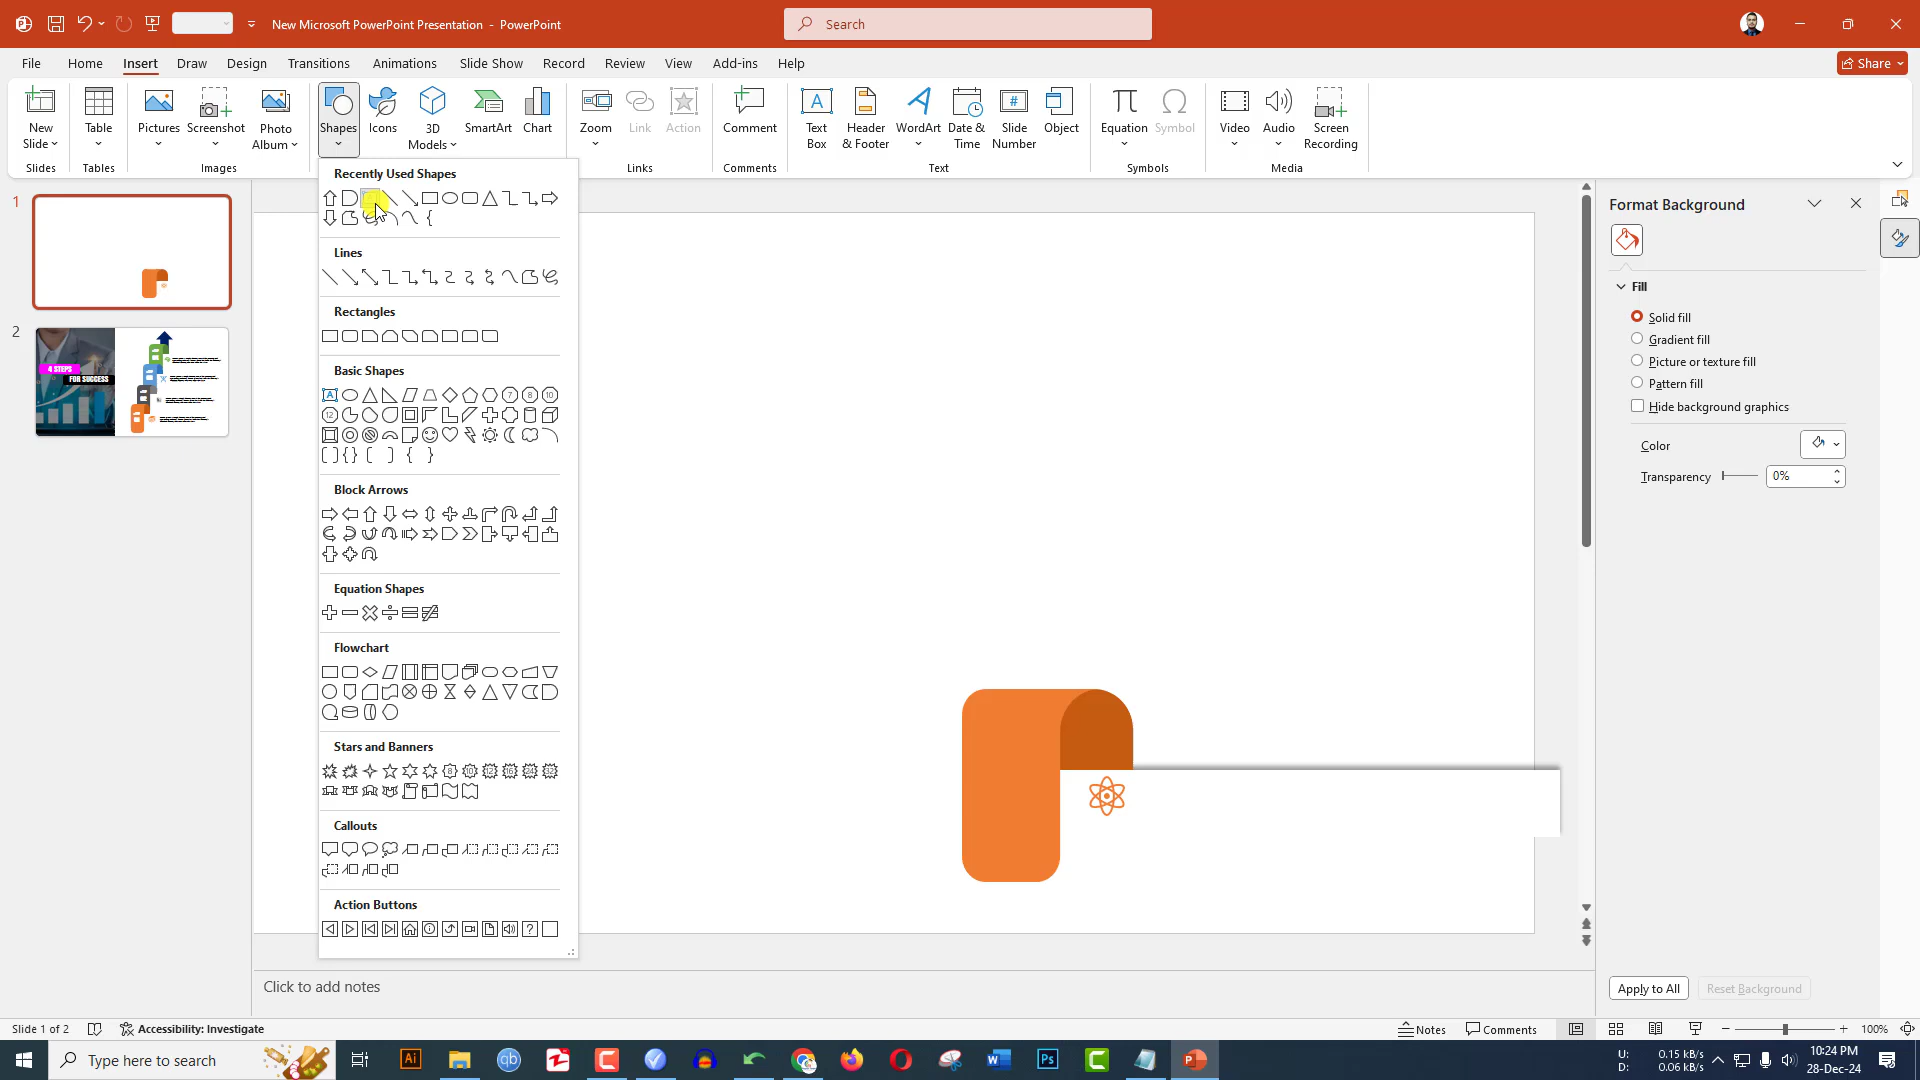 New Microsoft PowerPoint Presentation - PowerPoint
Search
File Home Insert Draw Design Transitions Animations Slide Show Record Review View Add-ins Help
Share
New Slide
Table
Pictures
Screenshot
Photo Album
Shapes
Icons
3D Models
SmartArt
Chart
Zoom
Link
Action
Comment
Text Box
Header & Footer
WordArt
Date & Time
Slide Number
Object
Equation
Symbol
Video
Audio
Screen Recording
Slides Tables Images Links Comments Text Symbols Media
Recently Used Shapes
Lines
Rectangles
Basic Shapes
Block Arrows
Equation Shapes
Flowchart
Stars and Banners
Callouts
Action Buttons
1
2
4 STEPS
FOR SUCCESS
Format Background
Fill
Solid fill
Gradient fill
Picture or texture fill
Pattern fill
Hide background graphics
Color
Transparency 0%
Apply to All
Reset Background
Click to add notes
Slide 1 of 2
Accessibility: Investigate
Notes
Comments
100%
Type here to search
U: 0.15 kB/s
D: 0.06 kB/s
10:24 PM
28-Dec-24